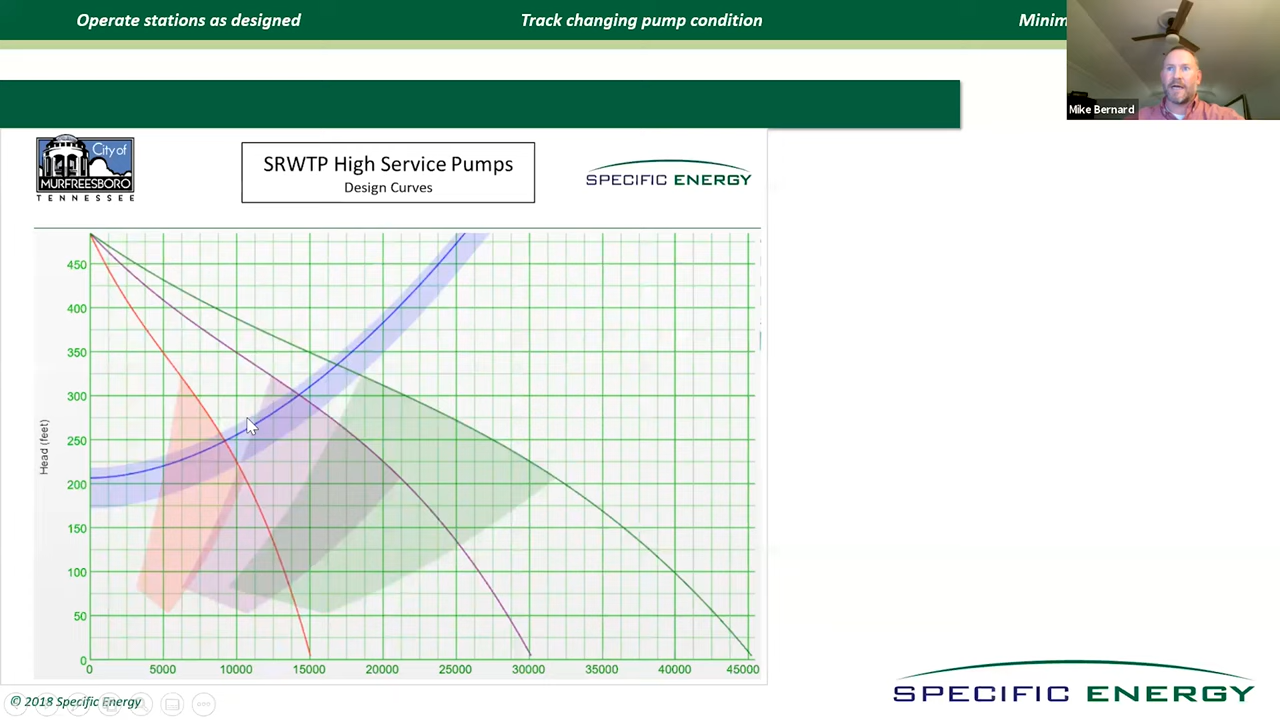 Operate stations as designed
Track changing pump condition
Minim
Mike Bernard
City of
MURFREESBORO
TENNESSEE
SRWTP High Service Pumps
Design Curves
SPECIFIC ENERGY
450
400
350
300
250
200
150
100
50
0
Head (feet)
0 5000 10000 15000 20000 25000 30000 35000 40000 45000
© 2018 Specific Energy
SPECIFIC ENERGY